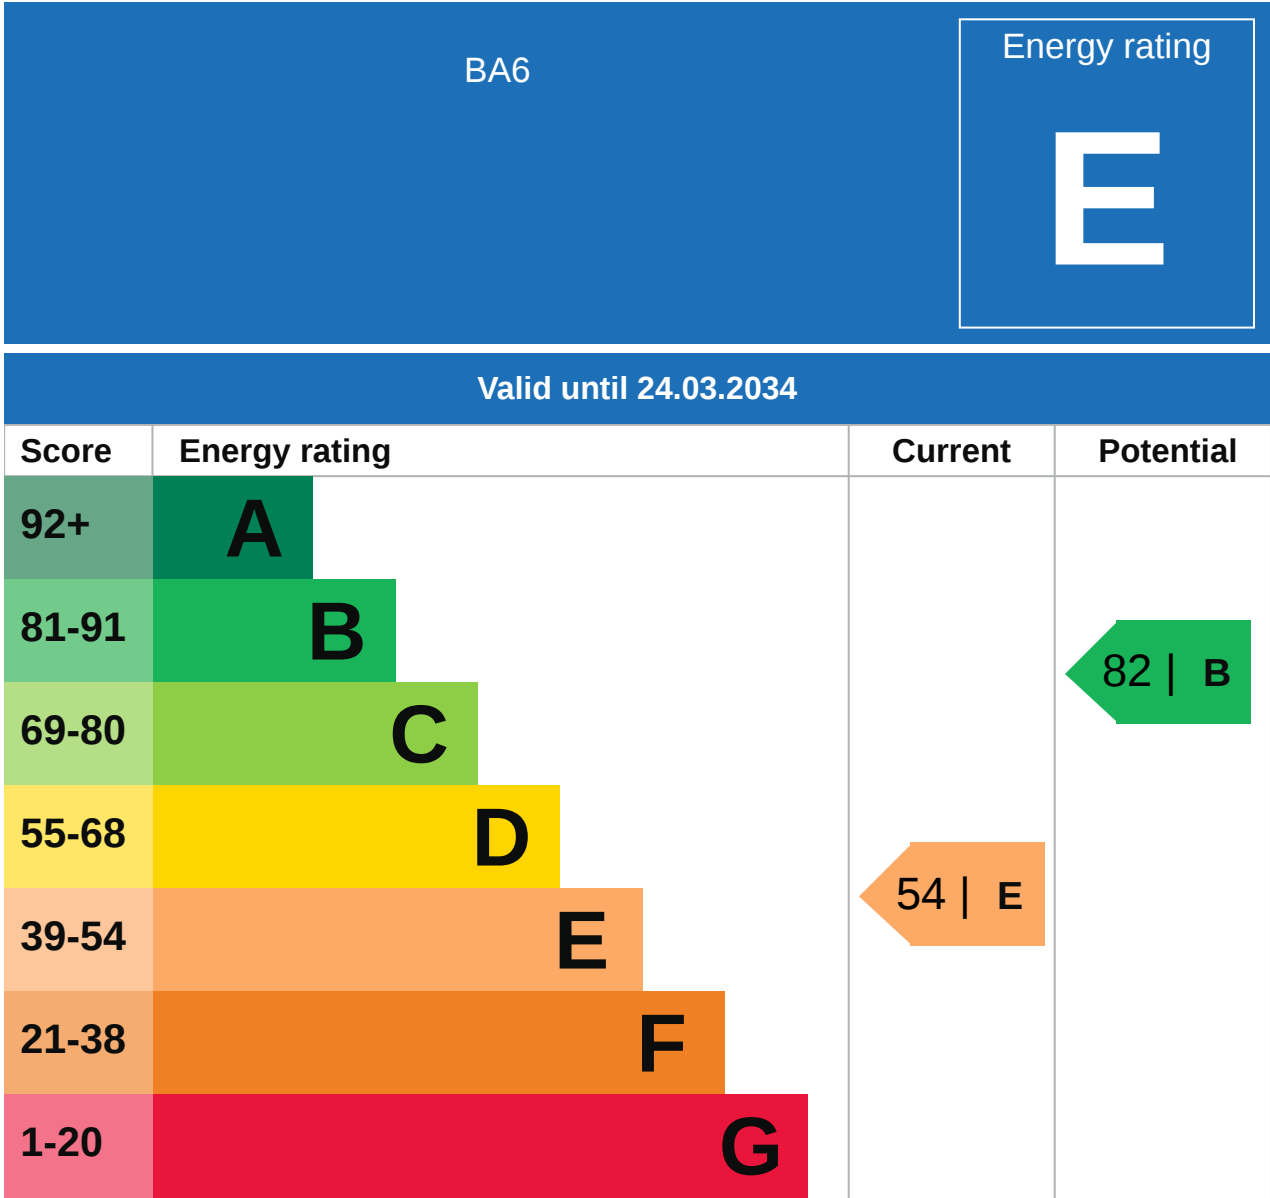 BA6
Energy rating
E
Valid until 24.03.2034
Score Energy rating Current Potential
92+ A
81-91 B
82 | B
69-80 C
55-68 D
54 | E
39-54 E
21-38 F
1-20 G